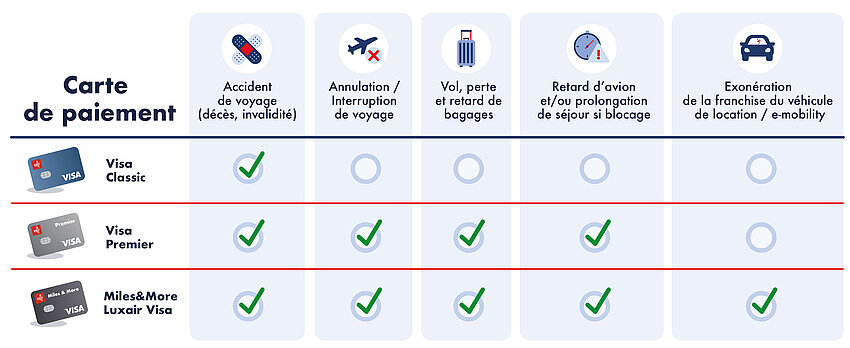 Carte
de paiement
Accident
de voyage
(décès, invalidité)
Annulation /
Interruption
de voyage
Vol, perte
et retard de
bagages
Retard d’avion
et/ou prolongation
de séjour si blocage
Exonération
de la franchise du véhicule
de location / e-mobility
VISA
Visa
Classic
Premier
VISA
Visa
Premier
Miles & More
VISA
Miles&More
Luxair Visa